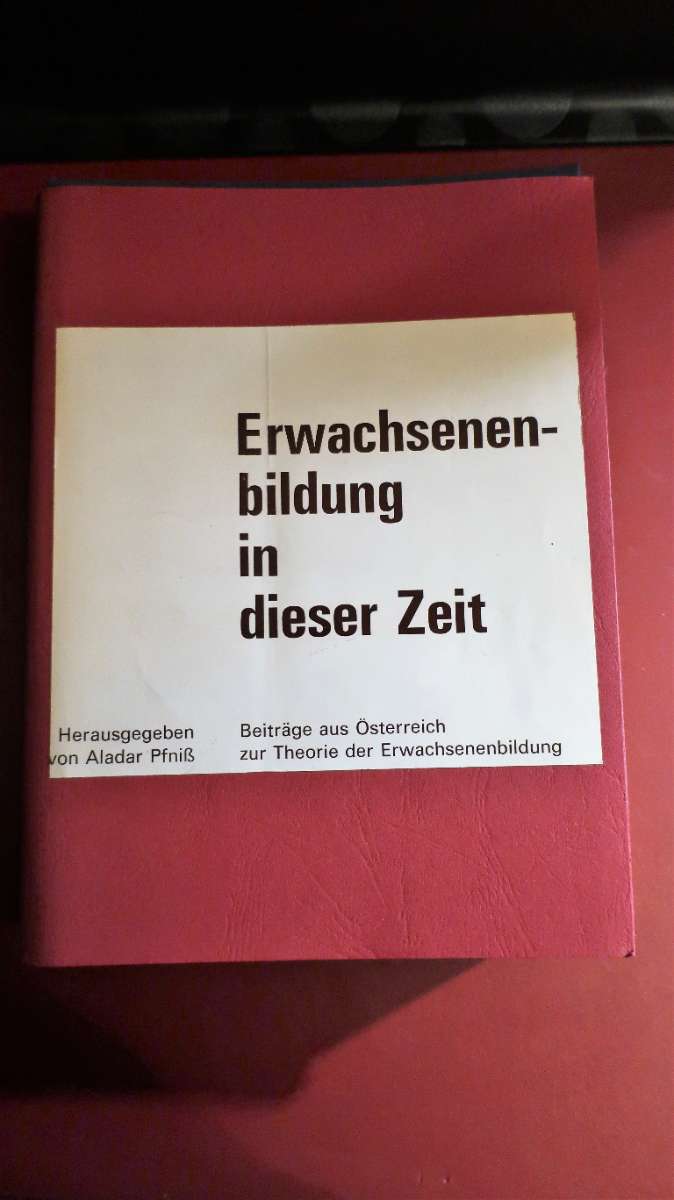 Erwachsenen-
bildung
in
dieser Zeit
Herausgegeben
von Aladar Pfniß
Beiträge aus Österreich
zur Theorie der Erwachsenenbildung